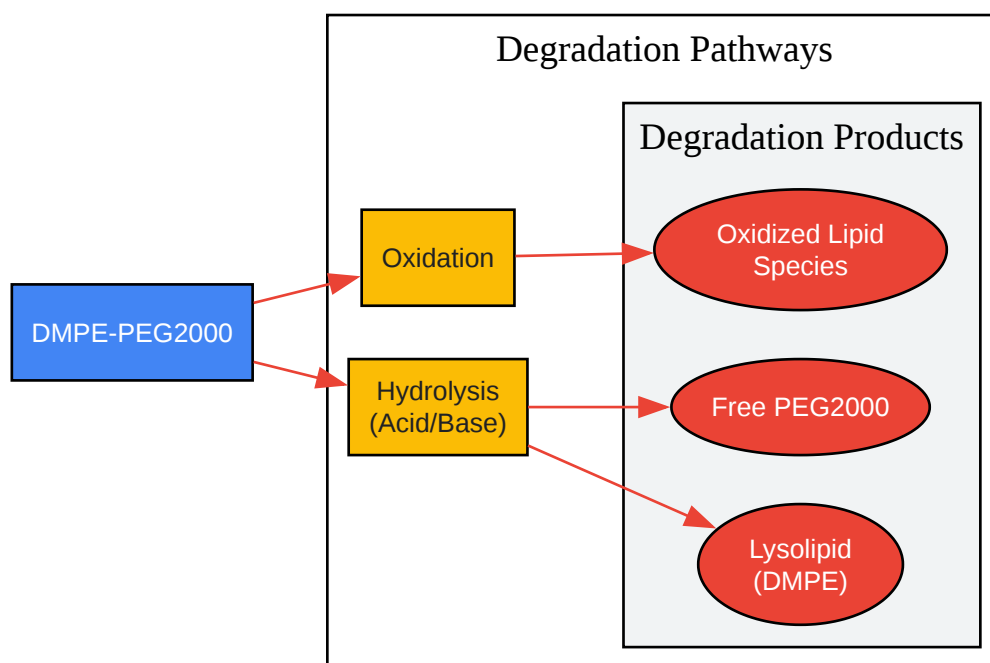 Degradation Pathways
Degradation Products
DMPE-PEG2000
Oxidation
Hydrolysis
(Acid/Base)
Oxidized Lipid
Species
Free PEG2000
Lysolipid
(DMPE)